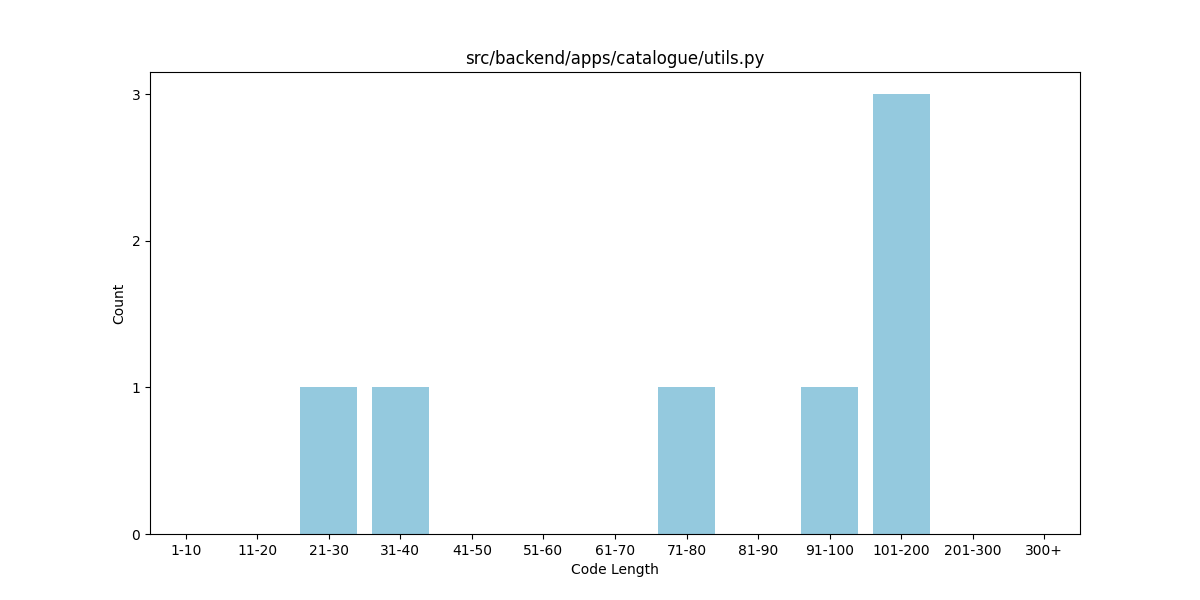 src/backend/apps/catalogue/utils.py
3
2
1
0
Count
1-10 11-20 21-30 31-40 41-50 51-60 61-70 71-80 81-90 91-100 101-200 201-300 300+
Code Length